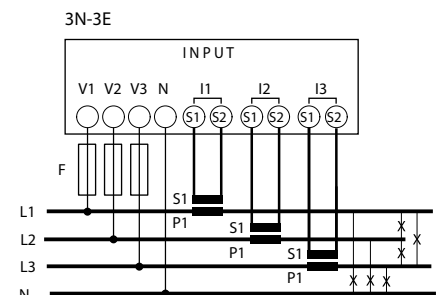 3N-3E
INPUT
V1 V2 V3 N I1 I2 I3
S1 S2 S1 S2 S1 S2
F
S1
L1
P1
S1
L2
P1
S1
L3
P1
N